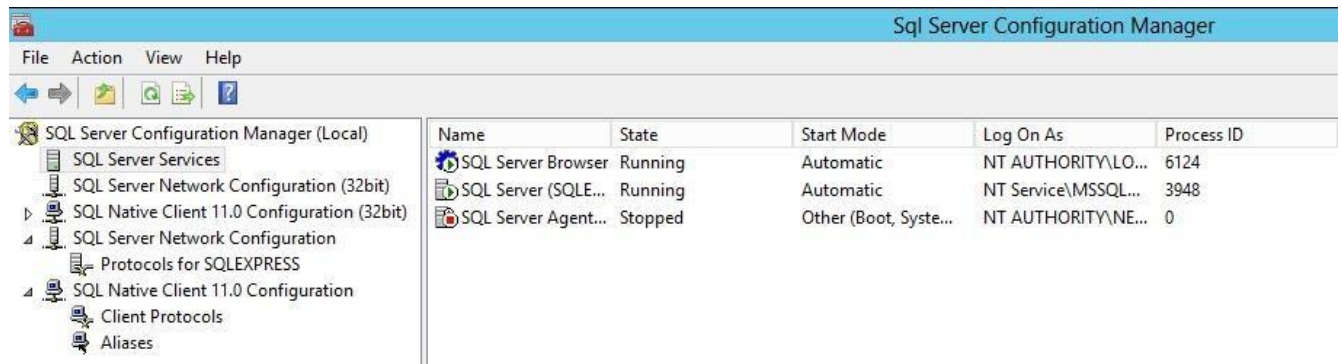 Sql Server Configuration Manager
File Action View Help
SQL Server Configuration Manager (Local)
SQL Server Services
SQL Server Network Configuration (32bit)
SQL Native Client 11.0 Configuration (32bit)
SQL Server Network Configuration
Protocols for SQLEXPRESS
SQL Native Client 11.0 Configuration
Client Protocols
Aliases
Name State Start Mode Log On As Process ID
SQL Server Browser Running Automatic NT AUTHORITY\LO... 6124
SQL Server (SQLE... Running Automatic NT Service\MSSQL... 3948
SQL Server Agent... Stopped Other (Boot, Syste... NT AUTHORITY\NE... 0